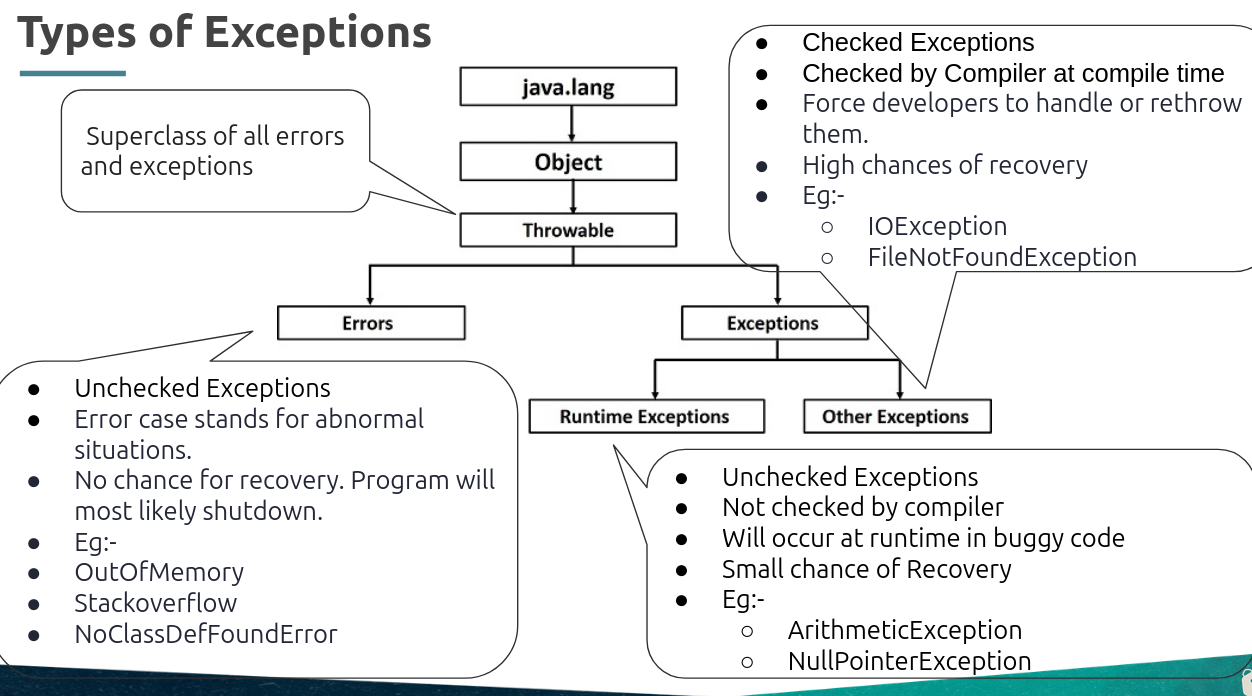 Types of Exceptions
java.lang
Object
Throwable
Superclass of all errors
and exceptions
● Checked Exceptions
● Checked by Compiler at compile time
● Force developers to handle or rethrow
them.
● High chances of recovery
● Eg:-
○ IOException
○ FileNotFoundException
Errors
Exceptions
Runtime Exceptions
Other Exceptions
● Unchecked Exceptions
● Error case stands for abnormal
situations.
● No chance for recovery. Program will
most likely shutdown.
● Eg:-
● OutOfMemory
● Stackoverflow
● NoClassDefFoundError
● Unchecked Exceptions
● Not checked by compiler
● Will occur at runtime in buggy code
● Small chance of Recovery
● Eg:-
○ ArithmeticException
○ NullPointerException